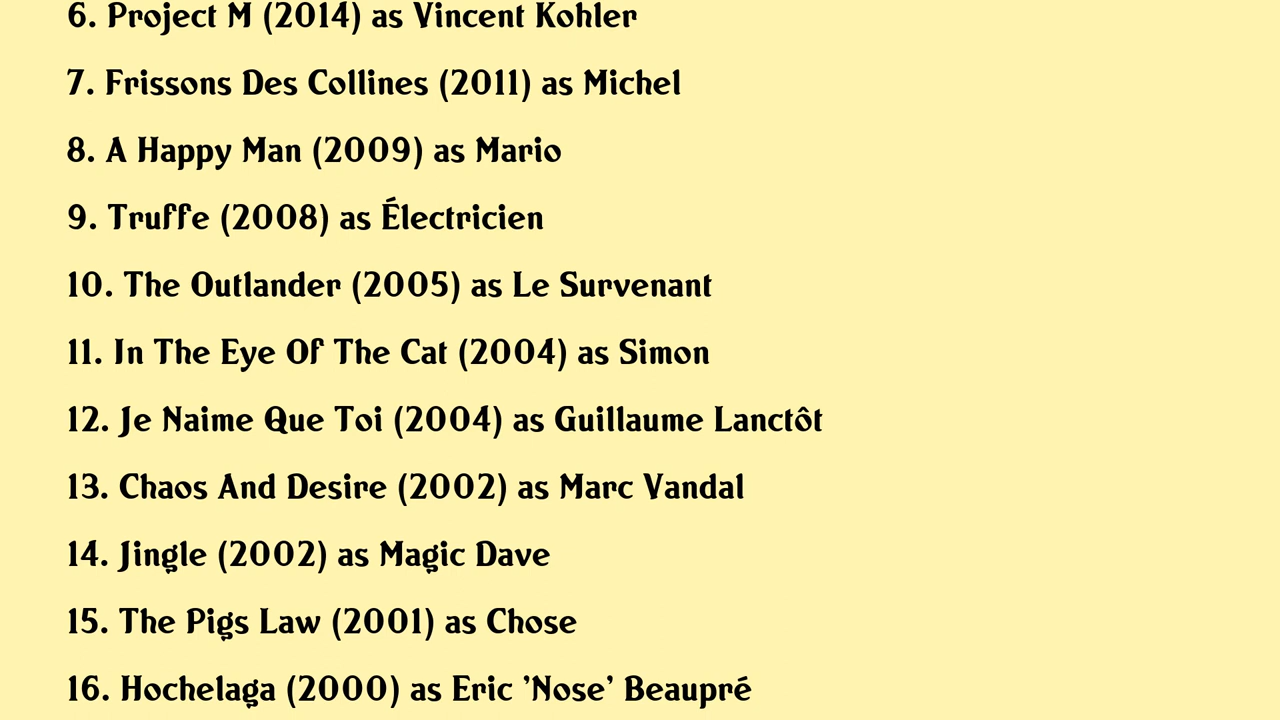 6. Project M (2014) as Vincent Kohler
7. Frissons Des Collines (2011) as Michel
8. A Happy Man (2009) as Mario
9. Truffe (2008) as Électricien
10. The Outlander (2005) as Le Survenant
11. In The Eye Of The Cat (2004) as Simon
12. Je Naime Que Toi (2004) as Guillaume Lanctôt
13. Chaos And Desire (2002) as Marc Vandal
14. Jingle (2002) as Magic Dave
15. The Pigs Law (2001) as Chose
16. Hochelaga (2000) as Eric 'Nose' Beaupré